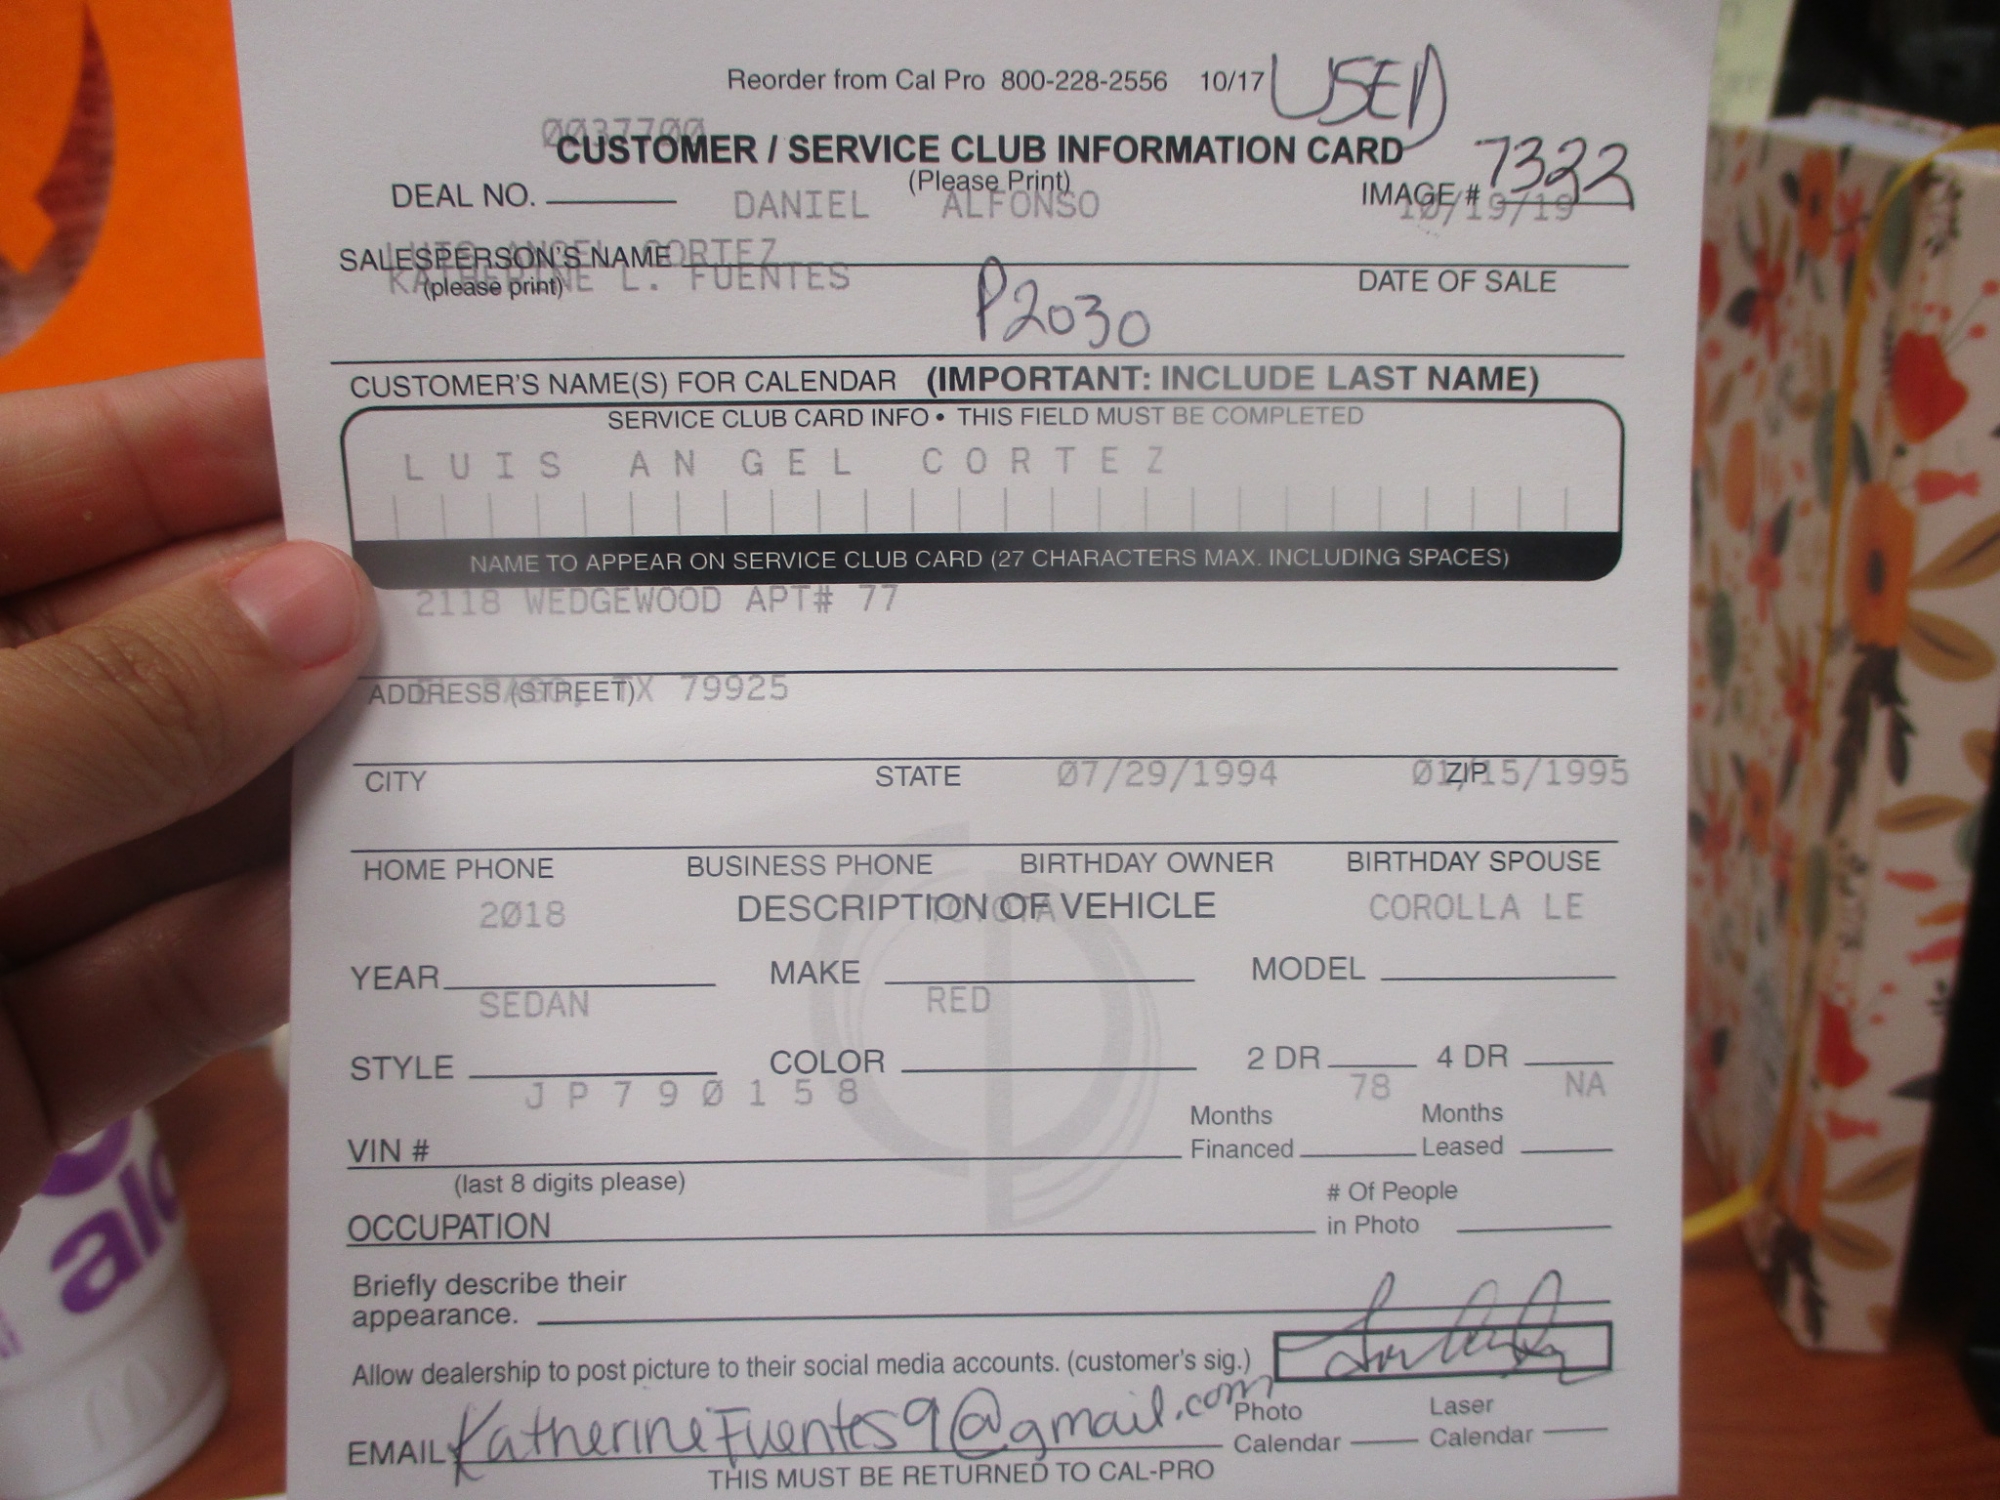 Reorder from Cal Pro 800-228-2556 10/17 USED
0037700
CUSTOMER / SERVICE CLUB INFORMATION CARD
(Please Print)
DEAL NO. DANIEL ALFONSO IMAGE # 7322
10/19/19
LUIS ANGEL CORTEZ
SALESPERSON'S NAME
KATHERINE L. FUENTES
(please print) DATE OF SALE
P2030
CUSTOMER'S NAME(S) FOR CALENDAR (IMPORTANT: INCLUDE LAST NAME)
SERVICE CLUB CARD INFO • THIS FIELD MUST BE COMPLETED
LUIS ANGEL CORTEZ
NAME TO APPEAR ON SERVICE CLUB CARD (27 CHARACTERS MAX. INCLUDING SPACES)
2118 WEDGEWOOD APT# 77
ADDRESS (STREET) TX 79925
CITY STATE 07/29/1994 ZIP 01/15/1995
HOME PHONE BUSINESS PHONE BIRTHDAY OWNER BIRTHDAY SPOUSE
2018 DESCRIPTION OF VEHICLE TOYOTA COROLLA LE
YEAR MAKE MODEL
SEDAN RED
STYLE COLOR 2 DR 4 DR
JP790158 78 NA
VIN # Months Financed Months Leased
(last 8 digits please)
OCCUPATION # Of People in Photo
Briefly describe their
appearance.
Allow dealership to post picture to their social media accounts. (customer's sig.)
EMAIL KatherineFuentes9@gmail.com Photo Calendar Laser Calendar
THIS MUST BE RETURNED TO CAL-PRO